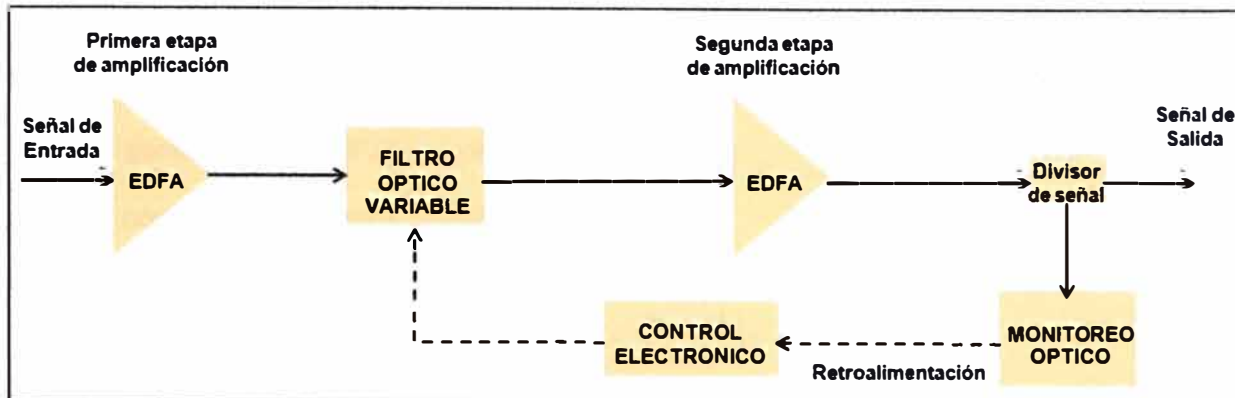 Primera etapa
de amplificación
Segunda etapa
de amplificación
Señal de
Entrada
EDFA
FILTRO
OPTICO
VARIABLE
EDFA
Divisor
de señal
Señal de
Salida
CONTROL
ELECTRONICO
MONITOREO
OPTICO
Retroalimentación